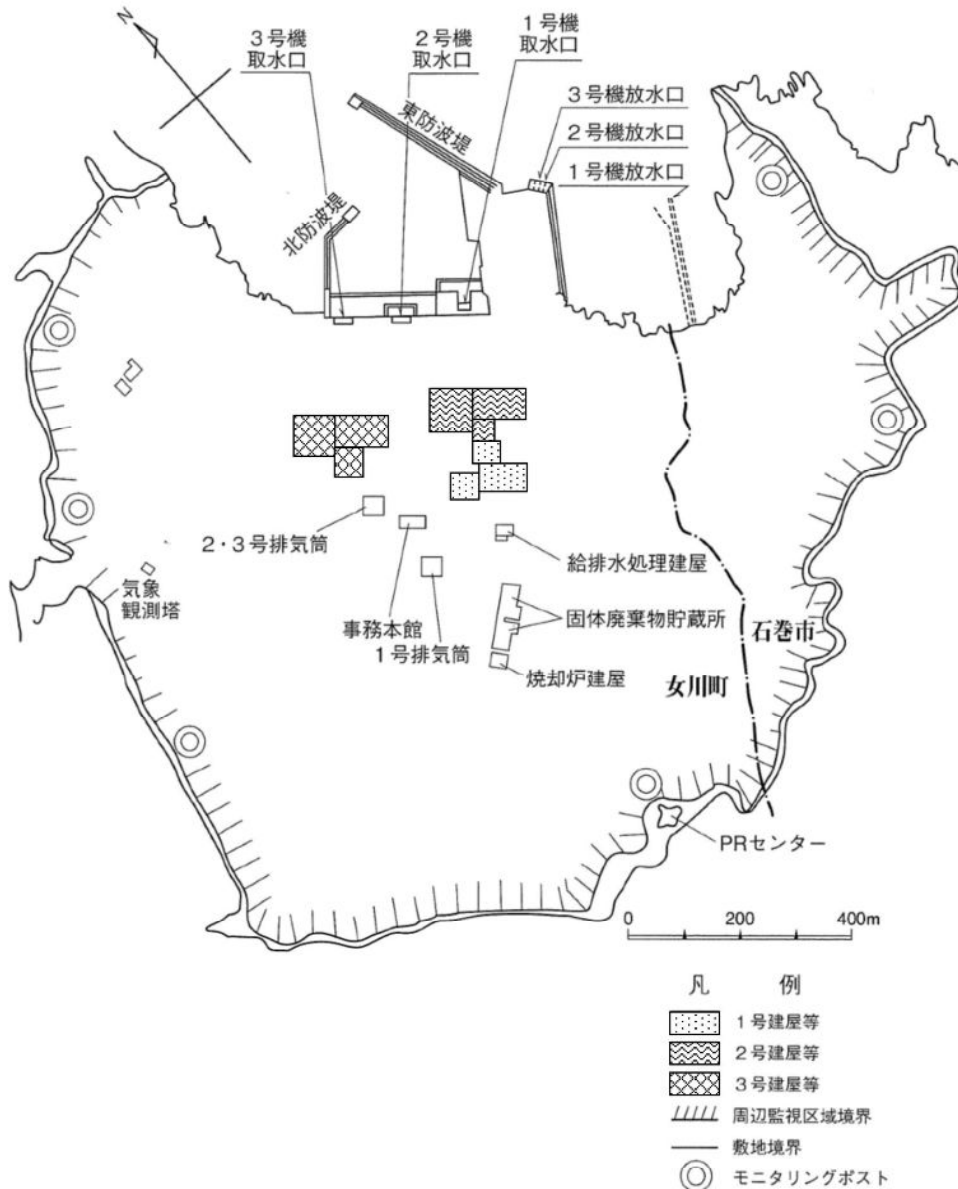 N
3号機
取水口
2号機
取水口
1号機
取水口
東防波堤
3号機放水口
2号機放水口
1号機放水口
北防波堤
2・3号排気筒
給排水処理建屋
気象
観測塔
事務本館
固体廃棄物貯蔵所
1号排気筒
石巻市
焼却炉建屋
女川町
PRセンター
0 200 400m
凡 例
1号建屋等
2号建屋等
3号建屋等
周辺監視区域境界
敷地境界
モニタリングポスト